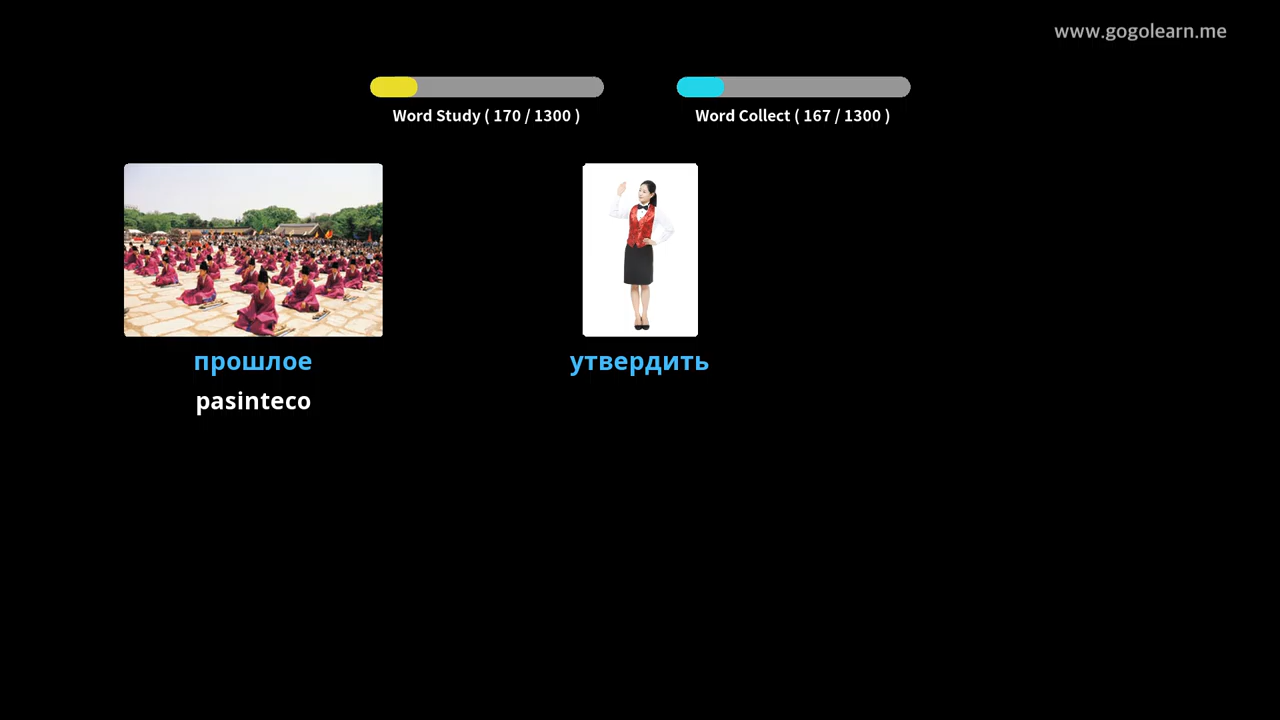 www.gogolearn.me
Word Study ( 170 / 1300 )
Word Collect ( 167 / 1300 )
прошлое
pasinteco
утвердить